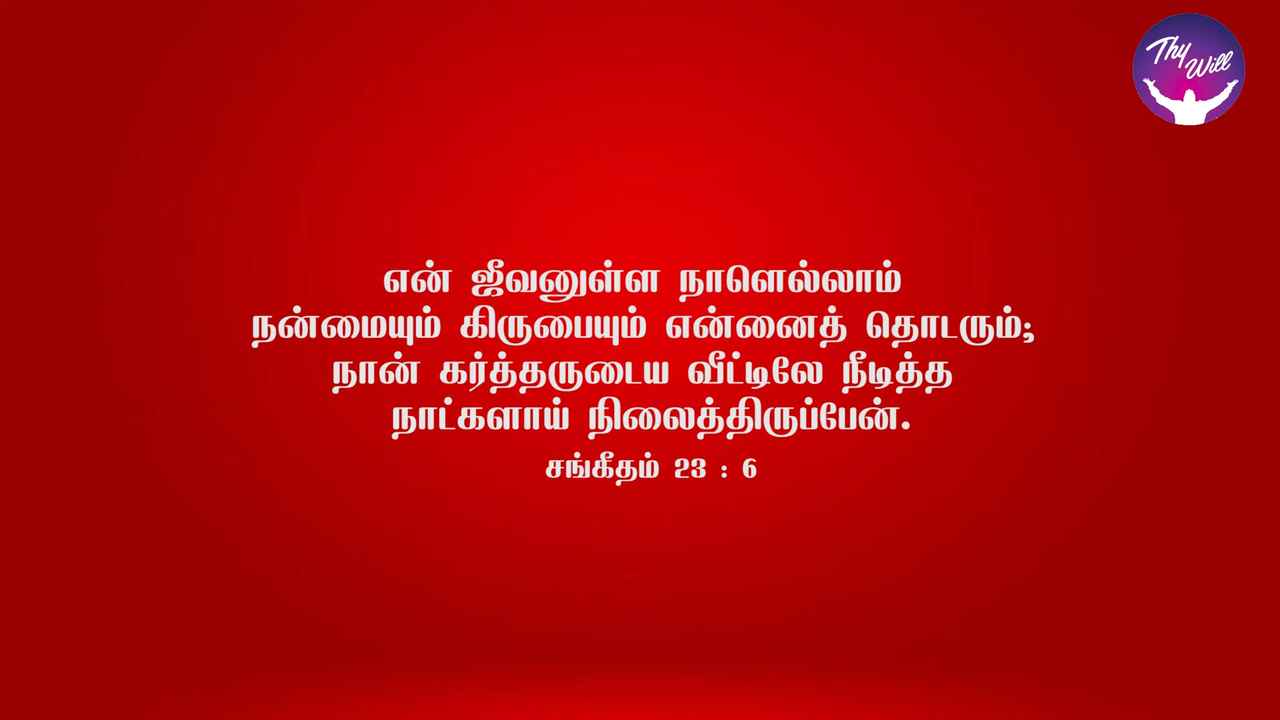 Thy
Will
என் ஜீவனுள்ள நாளெல்லாம்
நன்மையும் கிருபையும் என்னைத் தொடரும்;
நான் கர்த்தருடைய வீட்டிலே நீடித்த
நாட்களாய் நிலைத்திருப்பேன்.
சங்கீதம் 23 : 6